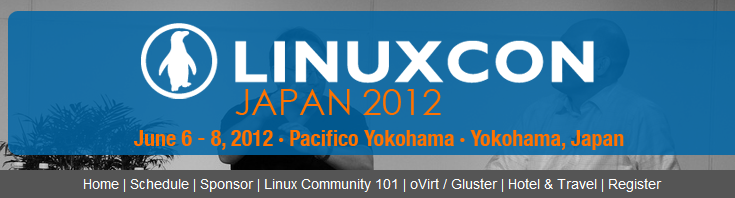 LINUXCON
JAPAN 2012
June 6 - 8, 2012 · Pacifico Yokohama · Yokohama, Japan
Home | Schedule | Sponsor | Linux Community 101 | oVirt / Gluster | Hotel & Travel | Register